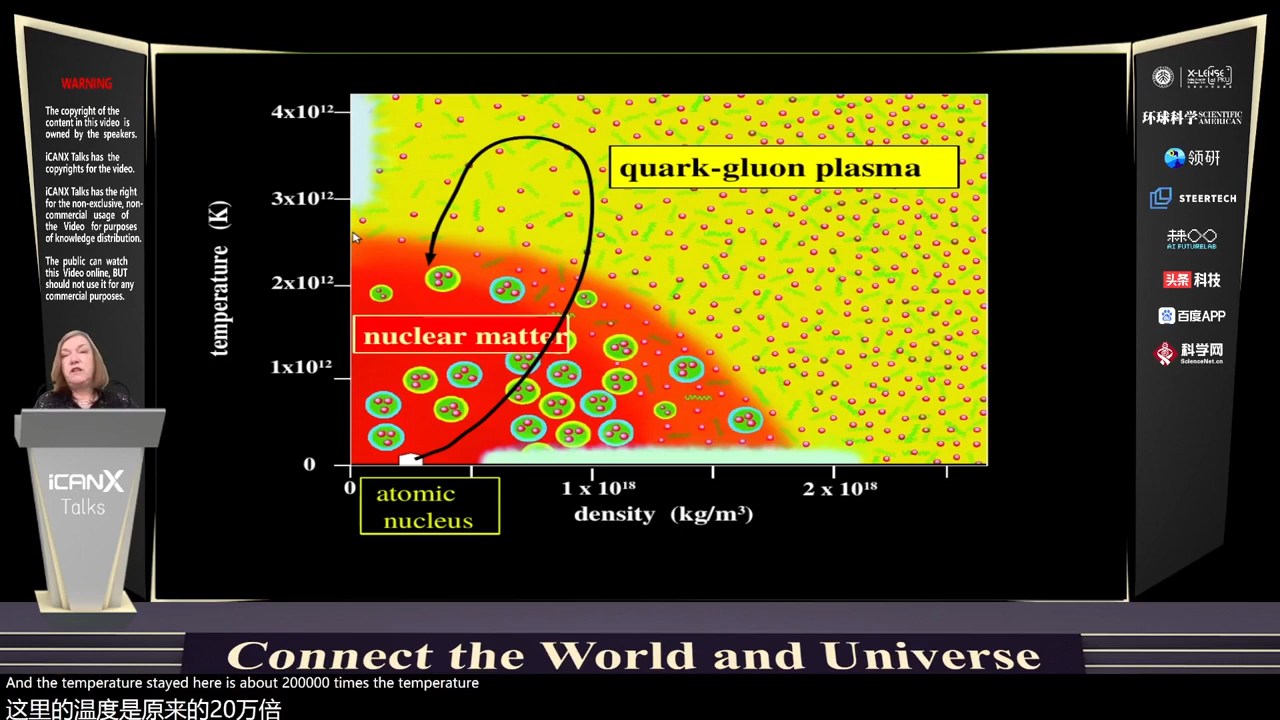 WARNING
The copyright of the
content in this video is
owned by the speakers.
iCANX Talks has the
copyrights for the video.
iCANX Talks has the right
for the non-exclusive, non-
commercial usage of
the Video for purposes
of knowledge distribution.
The public can watch
this Video online, BUT
should not use it for any
commercial purposes.
iCANX
Talks
4x10¹²
3x10¹²
2x10¹²
1x10¹²
0
temperature (K)
quark-gluon plasma
nuclear matter
0
1 x 10¹⁸
2 x 10¹⁸
atomic
nucleus
density (kg/m³)
X-LENSE
@ PKU
环球科学 SCIENTIFIC AMERICAN
领研
STEERTECH
AI FUTURELAB
头条 科技
百度APP
科学网
ScienceNet.cn
Connect the World and Universe
And the temperature stayed here is about 200000 times the temperature
这里的温度是原来的20万倍